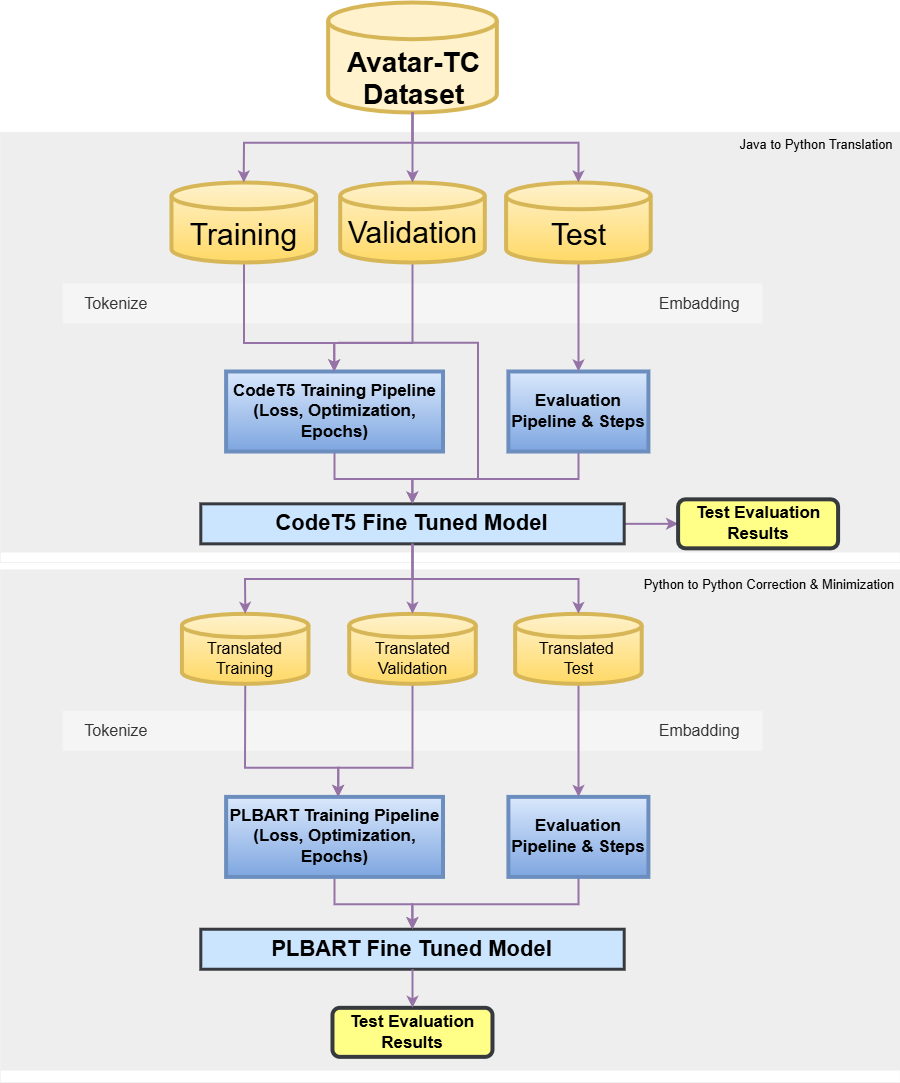 Avatar-TC
Dataset
Java to Python Translation
Training
Validation
Test
Tokenize
Embadding
CodeT5 Training Pipeline
(Loss, Optimization,
Epochs)
Evaluation
Pipeline & Steps
CodeT5 Fine Tuned Model
Test Evaluation
Results
Python to Python Correction & Minimization
Translated
Training
Translated
Validation
Translated
Test
Tokenize
Embadding
PLBART Training Pipeline
(Loss, Optimization,
Epochs)
Evaluation
Pipeline & Steps
PLBART Fine Tuned Model
Test Evaluation
Results